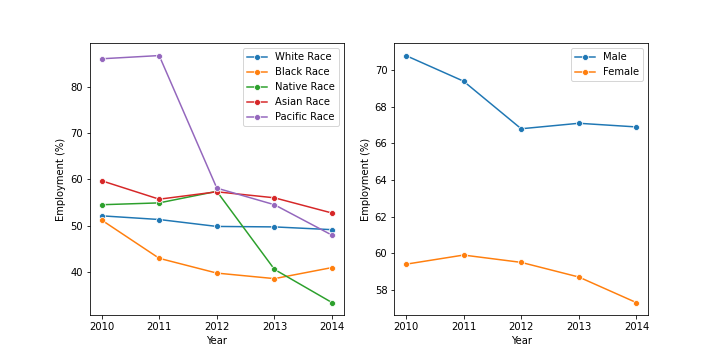 White Race
Black Race
Native Race
Asian Race
Pacific Race
80
70
60
50
40
Employment (%)
2010 2011 2012 2013 2014
Year
Male
Female
70
68
66
64
62
60
58
Employment (%)
2010 2011 2012 2013 2014
Year